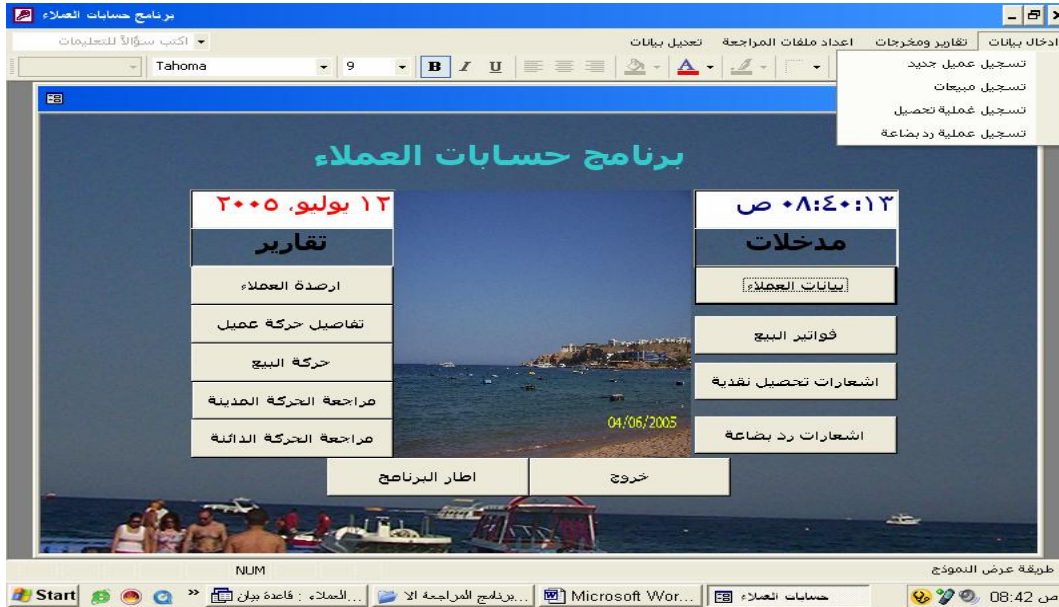 برنامج حسابات العملاء
ادخال بيانات تقارير ومخرجات اعداد ملفات المراجعة تعديل بيانات اكتب سؤالاً للتعليمات
Tahoma 9 B I U A
تسجيل عميل جديد
تسجيل مبيعات
تسجيل غملية تحصيل
تسجيل عملية رد بضاعة
برنامج حسابات العملاء
٠٨:٤٠:١٣ ص
مدخلات
بيانات العملاء
فواتير البيع
اشعارات تحصيل نقدية
اشعارات رد بضاعة
١٢ يوليو، ٢٠٠٥
تقارير
ارصدة العملاء
تفاصيل حركة عميل
حركة البيع
مراجعة الحركة المدينة
مراجعة الحركة الدائنة
04/06/2005
خروج
اطار البرنامج
طريقة عرض النموذج NUM
Start
العملاء : قاعدة بيان...
برنامج المراجعة الا...
Microsoft Wor...
حسابات العملاء
08:42 ص